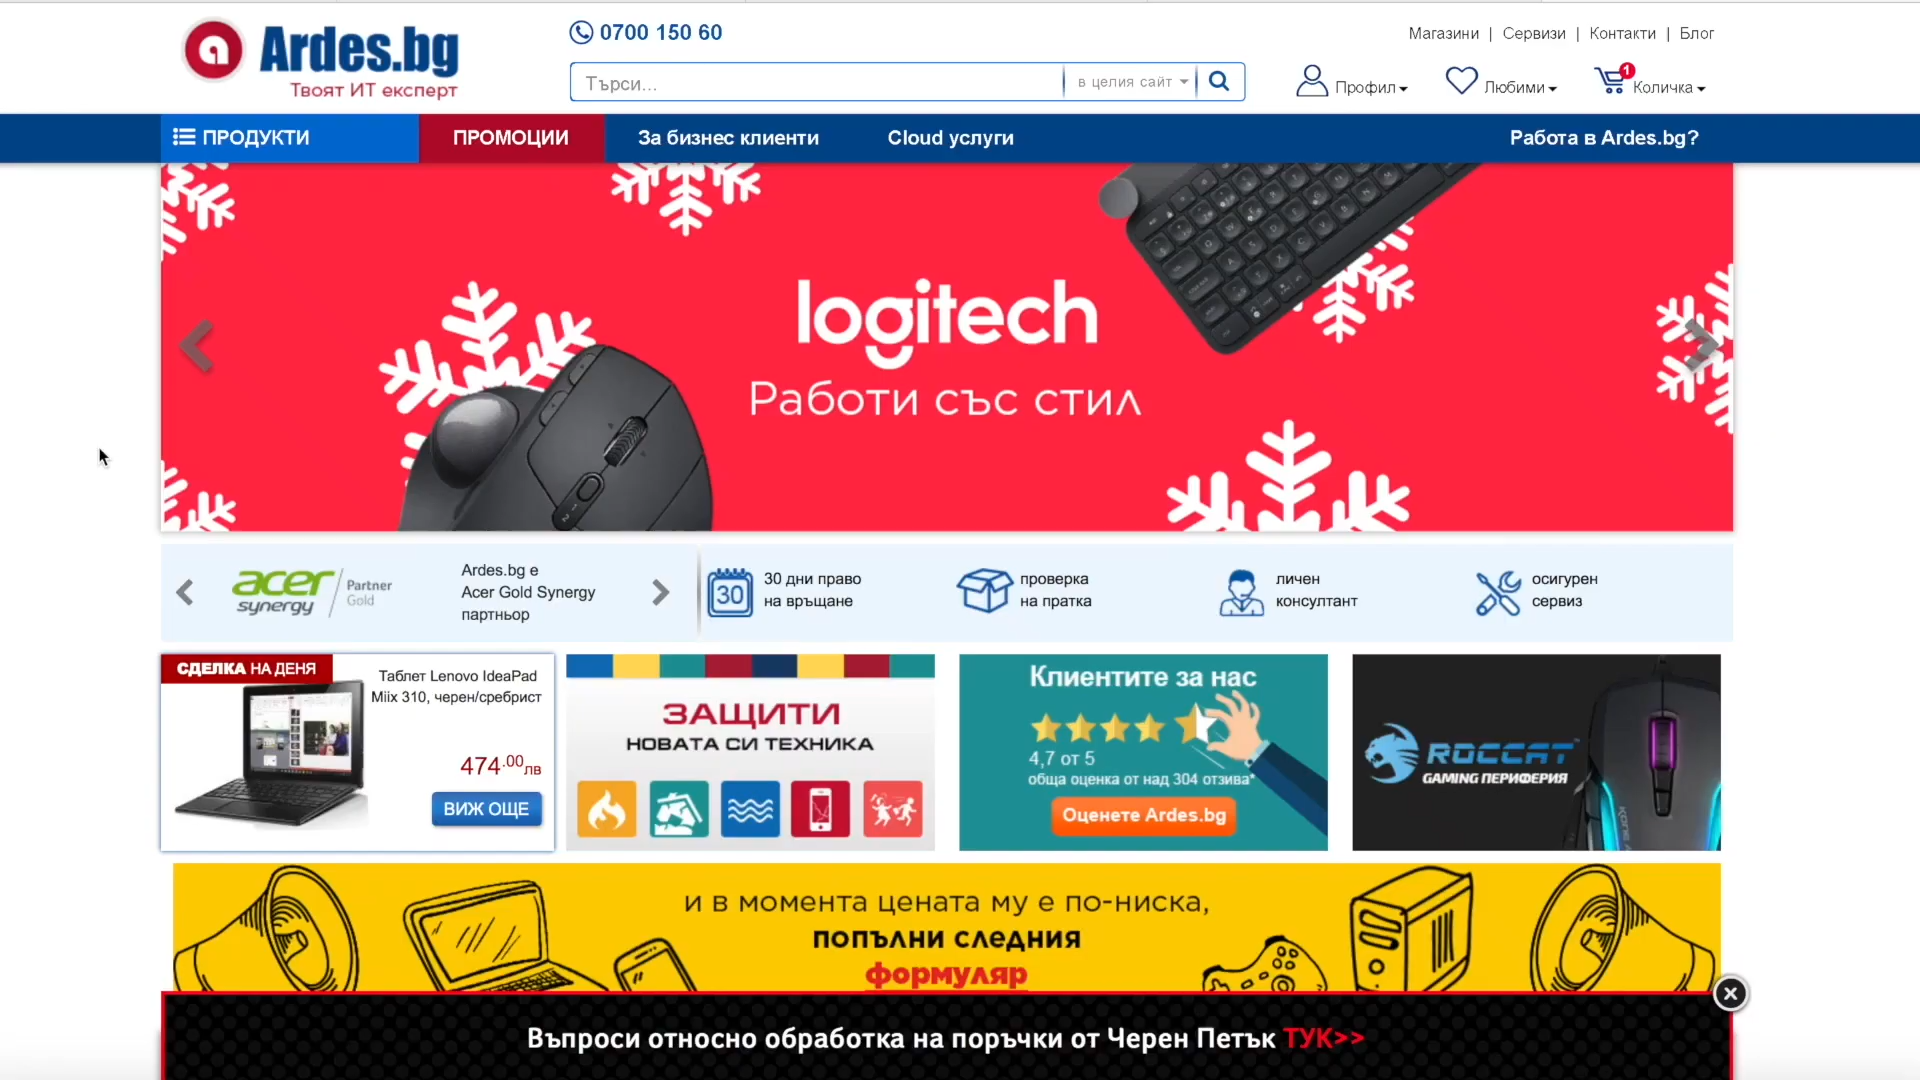 Ardes.bg
Твоят ИТ експерт
0700 150 60
Търси...
в целия сайт
Магазини | Сервизи | Контакти | Блог
Профил
Любими
1
Количка
ПРОДУКТИ
ПРОМОЦИИ
За бизнес клиенти
Cloud услуги
Работа в Ardes.bg?
logitech
Работи със стил
acer
synergy
Partner
Gold
Ardes.bg е
Acer Gold Synergy
партньор
30
30 дни право
на връщане
проверка
на пратка
личен
консултант
осигурен
сервиз
СДЕЛКА НА ДЕНЯ
Таблет Lenovo IdeaPad
Miix 310, черен/сребрист
474.00лв
ВИЖ ОЩЕ
ЗАЩИТИ
НОВАТА СИ ТЕХНИКА
Клиентите за нас
4,7 от 5
обща оценка от над 304 отзива*
Оценете Ardes.bg
ROCCAT
GAMING ПЕРИФЕРИЯ
и в момента цената му е по-ниска,
попълни следния
формуляр
Въпроси относно обработка на поръчки от Черен Петък ТУК>>